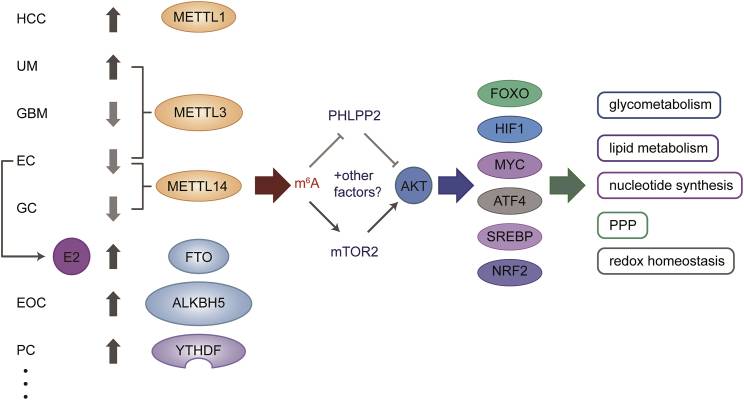 HCC
METTL1
UM
GBM
METTL3
EC
METTL14
GC
E2
FTO
EOC
ALKBH5
PC
YTHDF
m⁶A
PHLPP2
+other
factors?
mTOR2
AKT
FOXO
HIF1
MYC
ATF4
SREBP
NRF2
glycometabolism
lipid metabolism
nucleotide synthesis
PPP
redox homeostasis